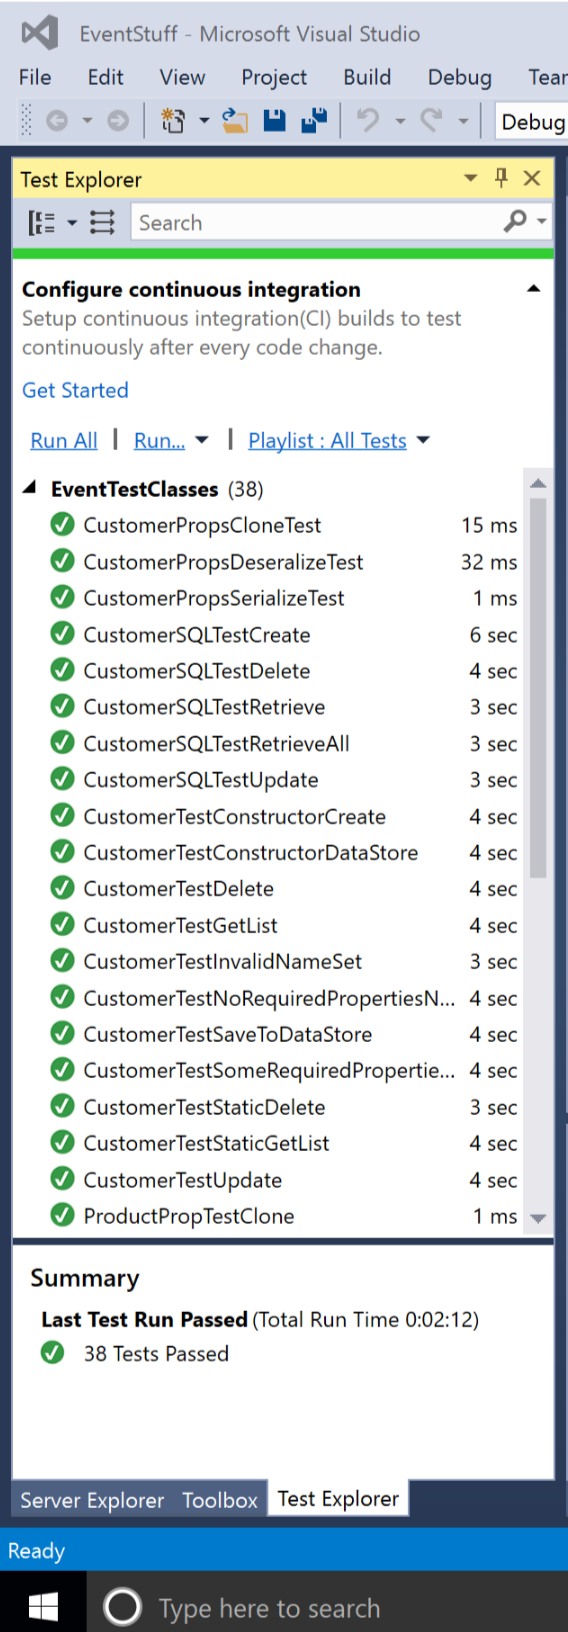 EventStuff - Microsoft Visual Studio
File Edit View Project Build Debug Tear
Debug
Test Explorer
Search
Configure continuous integration
Setup continuous integration(CI) builds to test
continuously after every code change.
Get Started
Run All | Run... | Playlist : All Tests
EventTestClasses (38)
CustomerPropsCloneTest 15 ms
CustomerPropsDeseralizeTest 32 ms
CustomerPropsSerializeTest 1 ms
CustomerSQLTestCreate 6 sec
CustomerSQLTestDelete 4 sec
CustomerSQLTestRetrieve 3 sec
CustomerSQLTestRetrieveAll 3 sec
CustomerSQLTestUpdate 3 sec
CustomerTestConstructorCreate 4 sec
CustomerTestConstructorDataStore 4 sec
CustomerTestDelete 4 sec
CustomerTestGetList 4 sec
CustomerTestInvalidNameSet 3 sec
CustomerTestNoRequiredPropertiesN... 4 sec
CustomerTestSaveToDataStore 4 sec
CustomerTestSomeRequiredPropertie... 4 sec
CustomerTestStaticDelete 3 sec
CustomerTestStaticGetList 4 sec
CustomerTestUpdate 4 sec
ProductPropTestClone 1 ms
Summary
Last Test Run Passed (Total Run Time 0:02:12)
38 Tests Passed
Server Explorer Toolbox Test Explorer
Ready
Type here to search